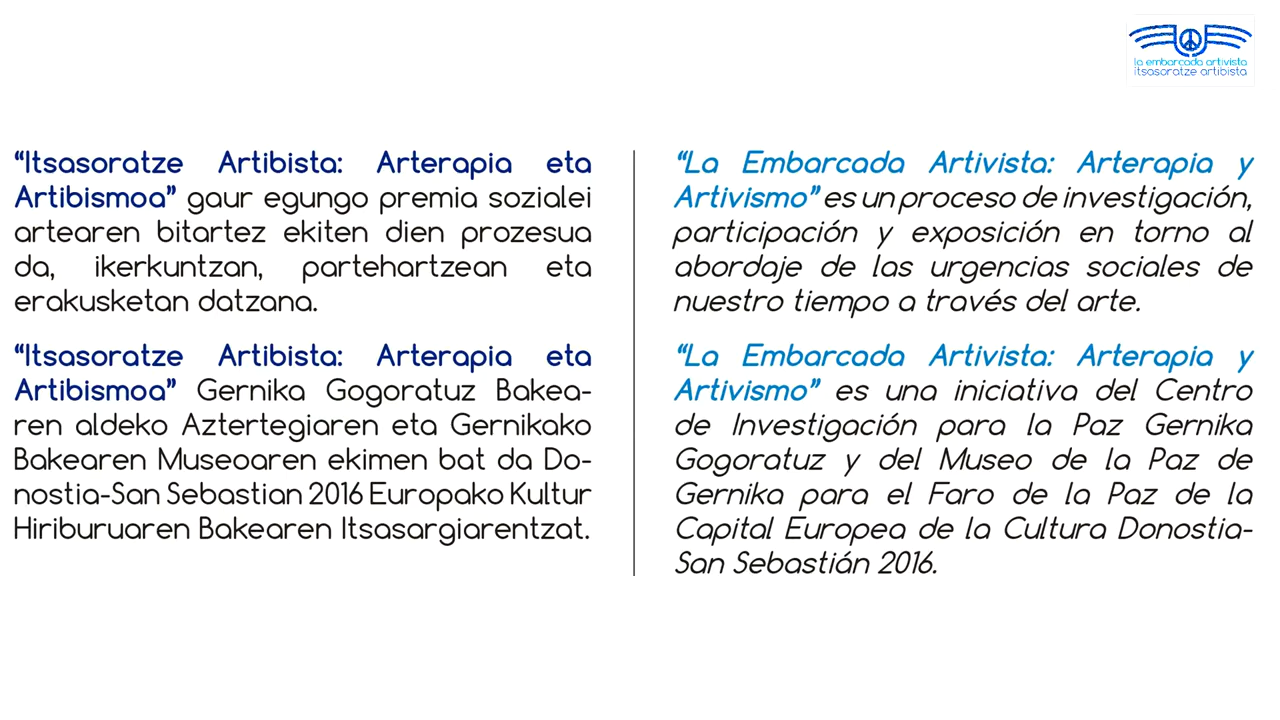 la embarcada artivista
itsasoratze artibista
“Itsasoratze Artibista: Arterapia eta
Artibismoa” gaur egungo premia sozialei
artearen bitartez ekiten dien prozesua
da, ikerkuntzan, partehartzean eta
erakusketan datzana.
“Itsasoratze Artibista: Arterapia eta
Artibismoa” Gernika Gogoratuz Bakea-
ren aldeko Aztertegiaren eta Gernikako
Bakearen Museoaren ekimen bat da Do-
nostia-San Sebastian 2016 Europako Kultur
Hiriburuaren Bakearen Itsasargiarentzat.
“La Embarcada Artivista: Arterapia y
Artivismo” es un proceso de investigación,
participación y exposición en torno al
abordaje de las urgencias sociales de
nuestro tiempo a través del arte.
“La Embarcada Artivista: Arterapia y
Artivismo” es una iniciativa del Centro
de Investigación para la Paz Gernika
Gogoratuz y del Museo de la Paz de
Gernika para el Faro de la Paz de la
Capital Europea de la Cultura Donostia-
San Sebastián 2016.